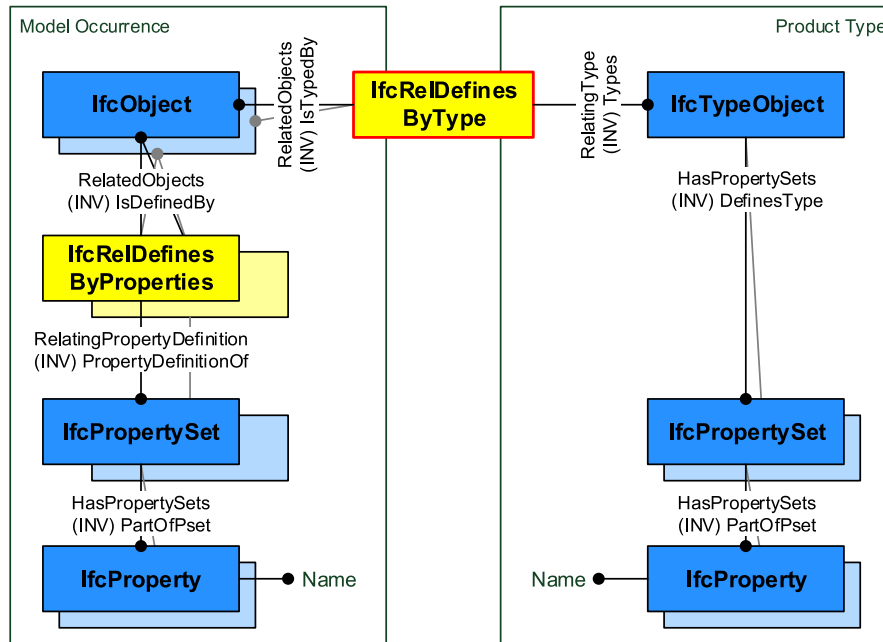 Model Occurrence
Product Type
IfcObject
RelatedObjects
(INV) IsTypedBy
IfcRelDefines
ByType
RelatingType
(INV) Types
IfcTypeObject
RelatedObjects
(INV) IsDefinedBy
HasPropertySets
(INV) DefinesType
IfcRelDefines
ByProperties
RelatingPropertyDefinition
(INV) PropertyDefinitionOf
IfcPropertySet
IfcPropertySet
HasPropertySets
(INV) PartOfPset
HasPropertySets
(INV) PartOfPset
IfcProperty
Name
Name
IfcProperty